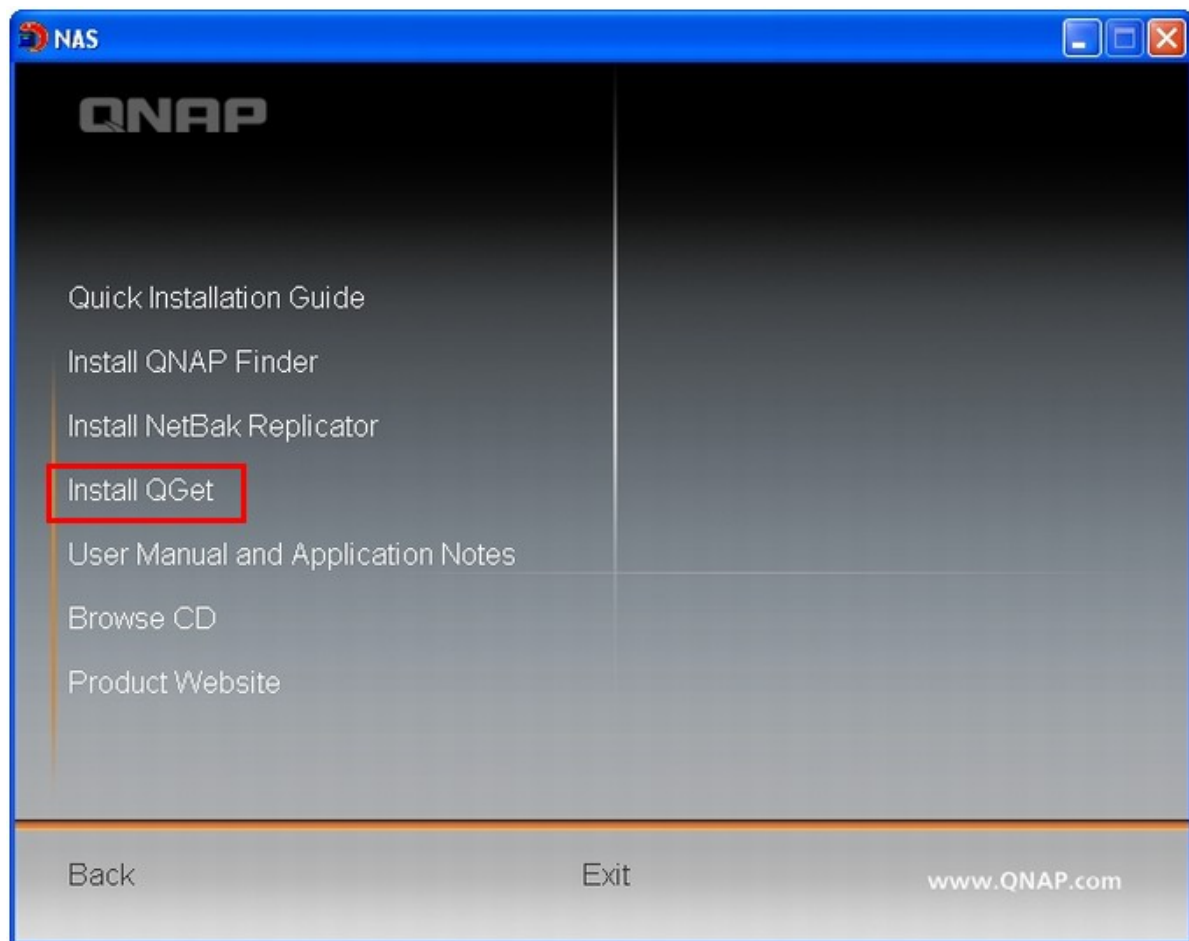 NAS
QNAP
Quick Installation Guide
Install QNAP Finder
Install NetBak Replicator
Install QGet
User Manual and Application Notes
Browse CD
Product Website
Back
Exit
www.QNAP.com